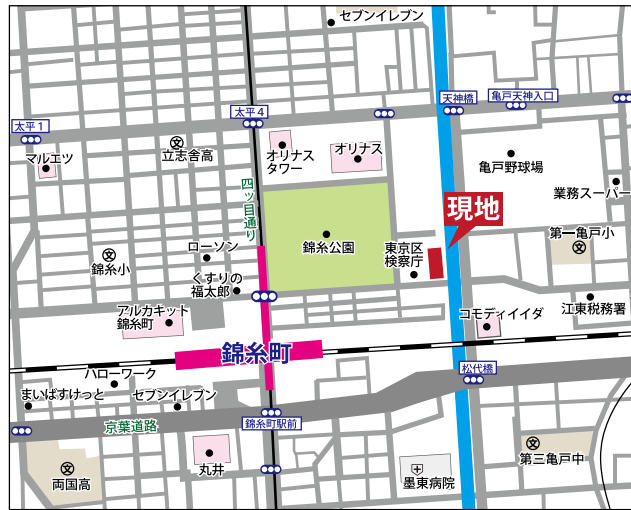 セブンイレブン
天神橋
亀戸天神入口
太平4
太平1
マルエツ
立志舎高
オリナス
タワー
オリナス
亀戸野球場
業務スーパー
四ッ目通り
現地
第一亀戸小
錦糸公園
東京区
検察庁
ローソン
錦糸小
くすりの
福太郎
アルカキット
錦糸町
コモディイイダ
江東税務署
錦糸町
ハローワーク
松代橋
まいばすけっと
セブンイレブン
京葉道路
錦糸町駅前
丸井
両国高
墨東病院
第三亀戸中
文
文
文
文
文